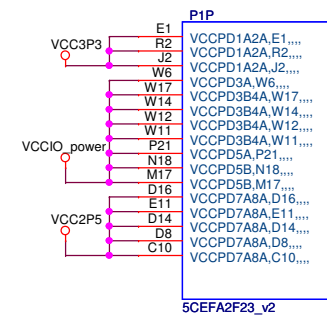 P1P
VCC3P3
E1 VCCPD1A2A,E1,,,,
R2 VCCPD1A2A,R2,,,,
J2 VCCPD1A2A,J2,,,,
W6 VCCPD3A,W6,,,,
W17 VCCPD3B4A,W17,,,,
W14 VCCPD3B4A,W14,,,,
W12 VCCPD3B4A,W12,,,,
W11 VCCPD3B4A,W11,,,,
VCCIO_power
P21 VCCPD5A,P21,,,,
N18 VCCPD5B,N18,,,,
M17 VCCPD5B,M17,,,,
D16 VCCPD7A8A,D16,,,,
E11 VCCPD7A8A,E11,,,,
VCC2P5
D14 VCCPD7A8A,D14,,,,
D8 VCCPD7A8A,D8,,,,
C10 VCCPD7A8A,C10,,,,
5CEFA2F23_v2